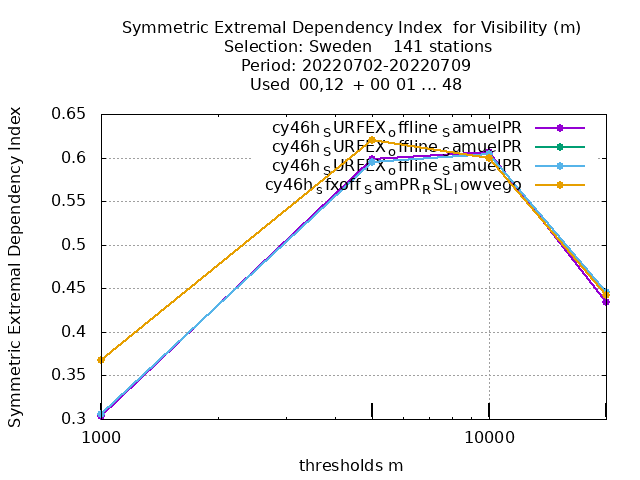 Symmetric Extremal Dependency Index  for Visibility (m)
Selection: Sweden    141 stations
Period: 20220702-20220709
Used  00,12  + 00 01 ... 48
Symmetric Extremal Dependency Index
0.65
0.6
0.55
0.5
0.45
0.4
0.35
0.3
cy46h_SURFEX_offline_SamuelPR
cy46h_SURFEX_offline_SamuelPR
cy46h_SURFEX_offline_SamuelPR
cy46h_sfxoff_SamPR_RSL_lowvego
1000
10000
thresholds m